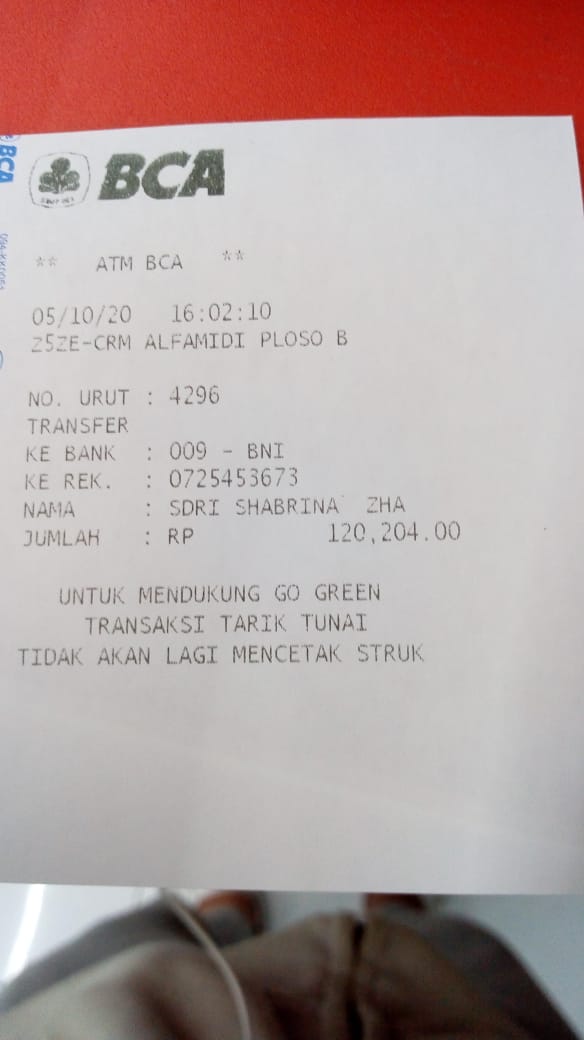 BCA
** ATM BCA **
05/10/20 16:02:10
Z5ZE-CRM ALFAMIDI PLOSO B
NO. URUT : 4296
TRANSFER
KE BANK : 009 - BNI
KE REK. : 0725453673
NAMA : SDRI SHABRINA ZHA
JUMLAH : RP 120,204.00
UNTUK MENDUKUNG GO GREEN
TRANSAKSI TARIK TUNAI
TIDAK AKAN LAGI MENCETAK STRUK
BCA